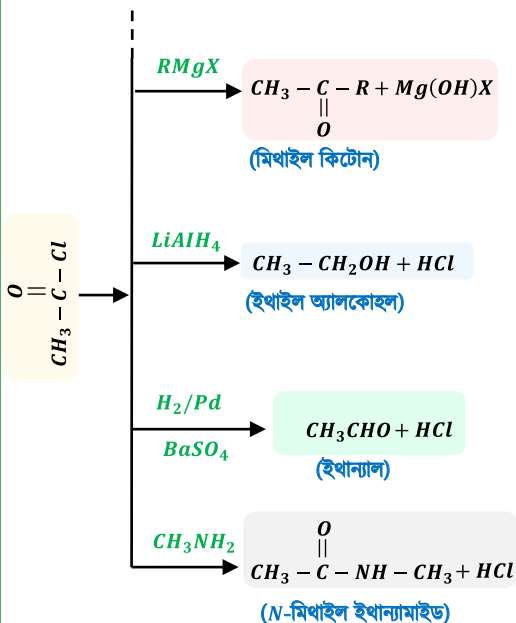 RMgX
CH₃ − C − R + Mg(OH)X
||
O
(মিথাইল কিটোন)
LiAlH₄
CH₃ − CH₂OH + HCl
(ইথাইল অ্যালকোহল)
O
||
CH₃ − C − Cl
H₂/Pd
BaSO₄
CH₃CHO + HCl
(ইথান্যাল)
CH₃NH₂
O
||
CH₃ − C − NH − CH₃ + HCl
(N-মিথাইল ইথান্যামাইড)